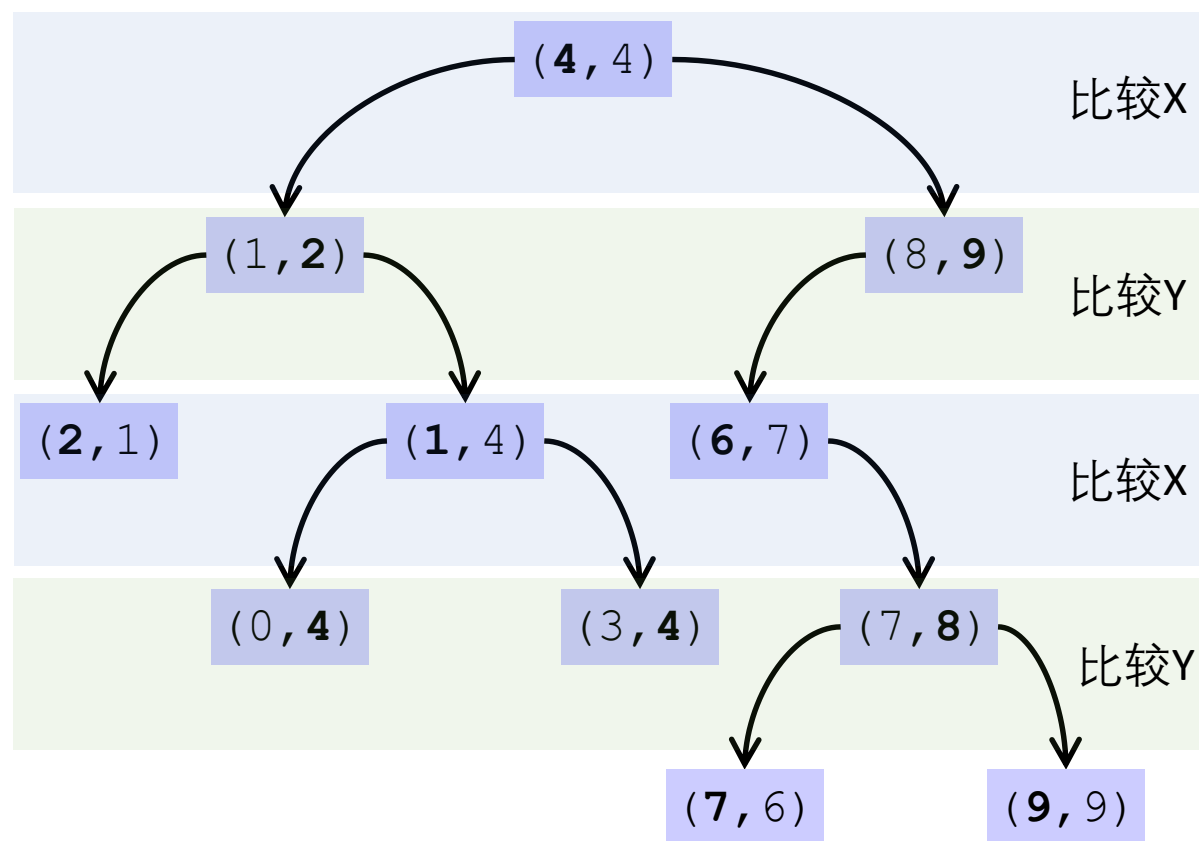 (4,4)
比较X
(1,2)
(8,9)
比较Y
(2,1)
(1,4)
(6,7)
比较X
(0,4)
(3,4)
(7,8)
比较Y
(7,6)
(9,9)